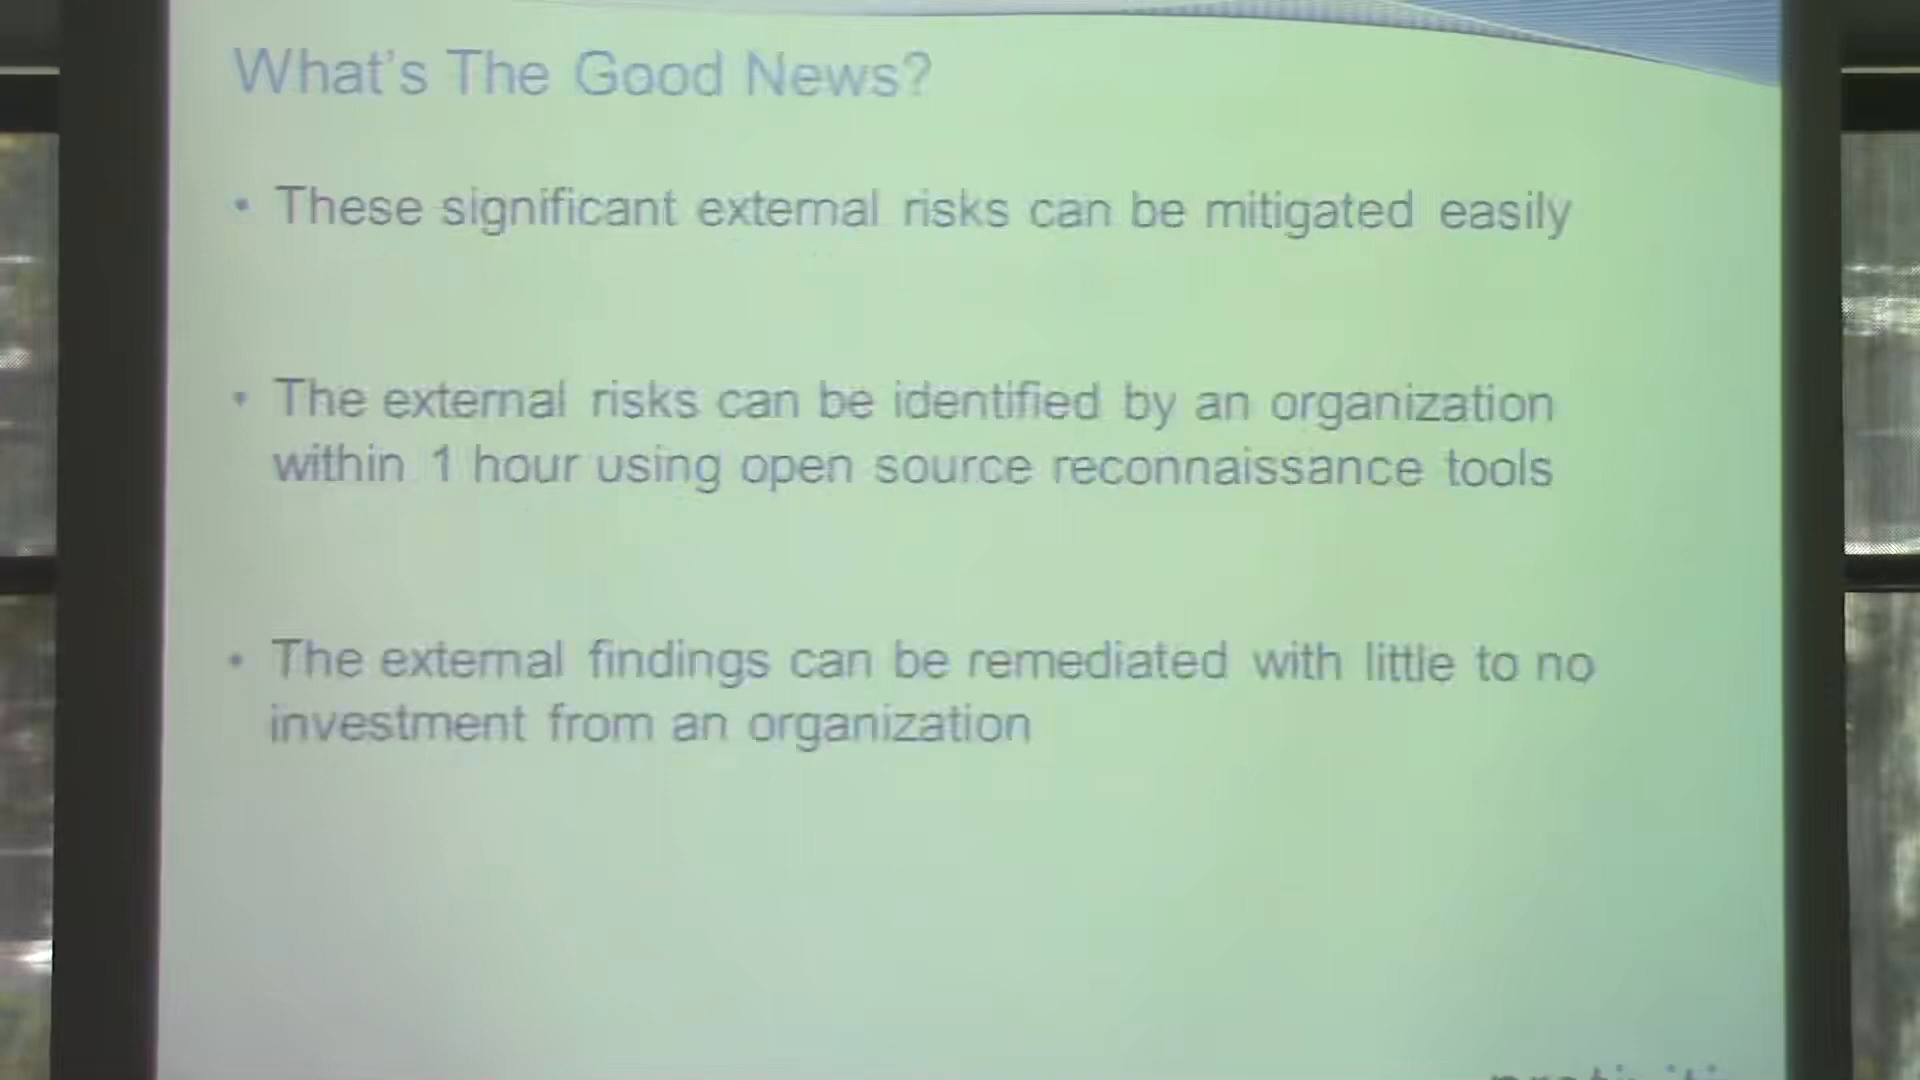 What's The Good News?
• These significant external risks can be mitigated easily
• The external risks can be identified by an organization
within 1 hour using open source reconnaissance tools
• The external findings can be remediated with little to no
investment from an organization